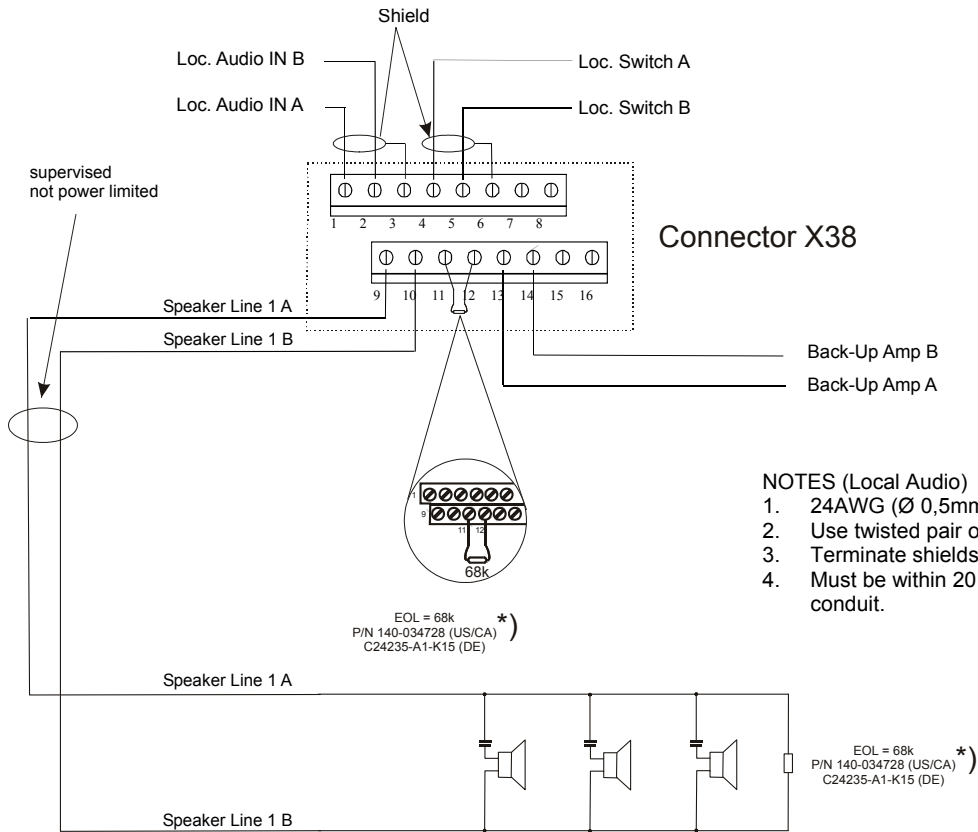 Shield
Loc. Audio IN B
Loc. Switch A
Loc. Audio IN A
Loc. Switch B
supervised
not power limited
1 2 3 4 5 6 7 8
Connector X38
9 10 11 12 13 14 15 16
Speaker Line 1 A
Speaker Line 1 B
Back-Up Amp B
Back-Up Amp A
NOTES (Local Audio)
1. 24AWG (Ø 0,5mm
2. Use twisted pair o
3. Terminate shields
4. Must be within 20
conduit.
1
9
11 12
68k
EOL = 68k
P/N 140-034728 (US/CA) *)
C24235-A1-K15 (DE)
Speaker Line 1 A
EOL = 68k
P/N 140-034728 (US/CA) *)
C24235-A1-K15 (DE)
Speaker Line 1 B